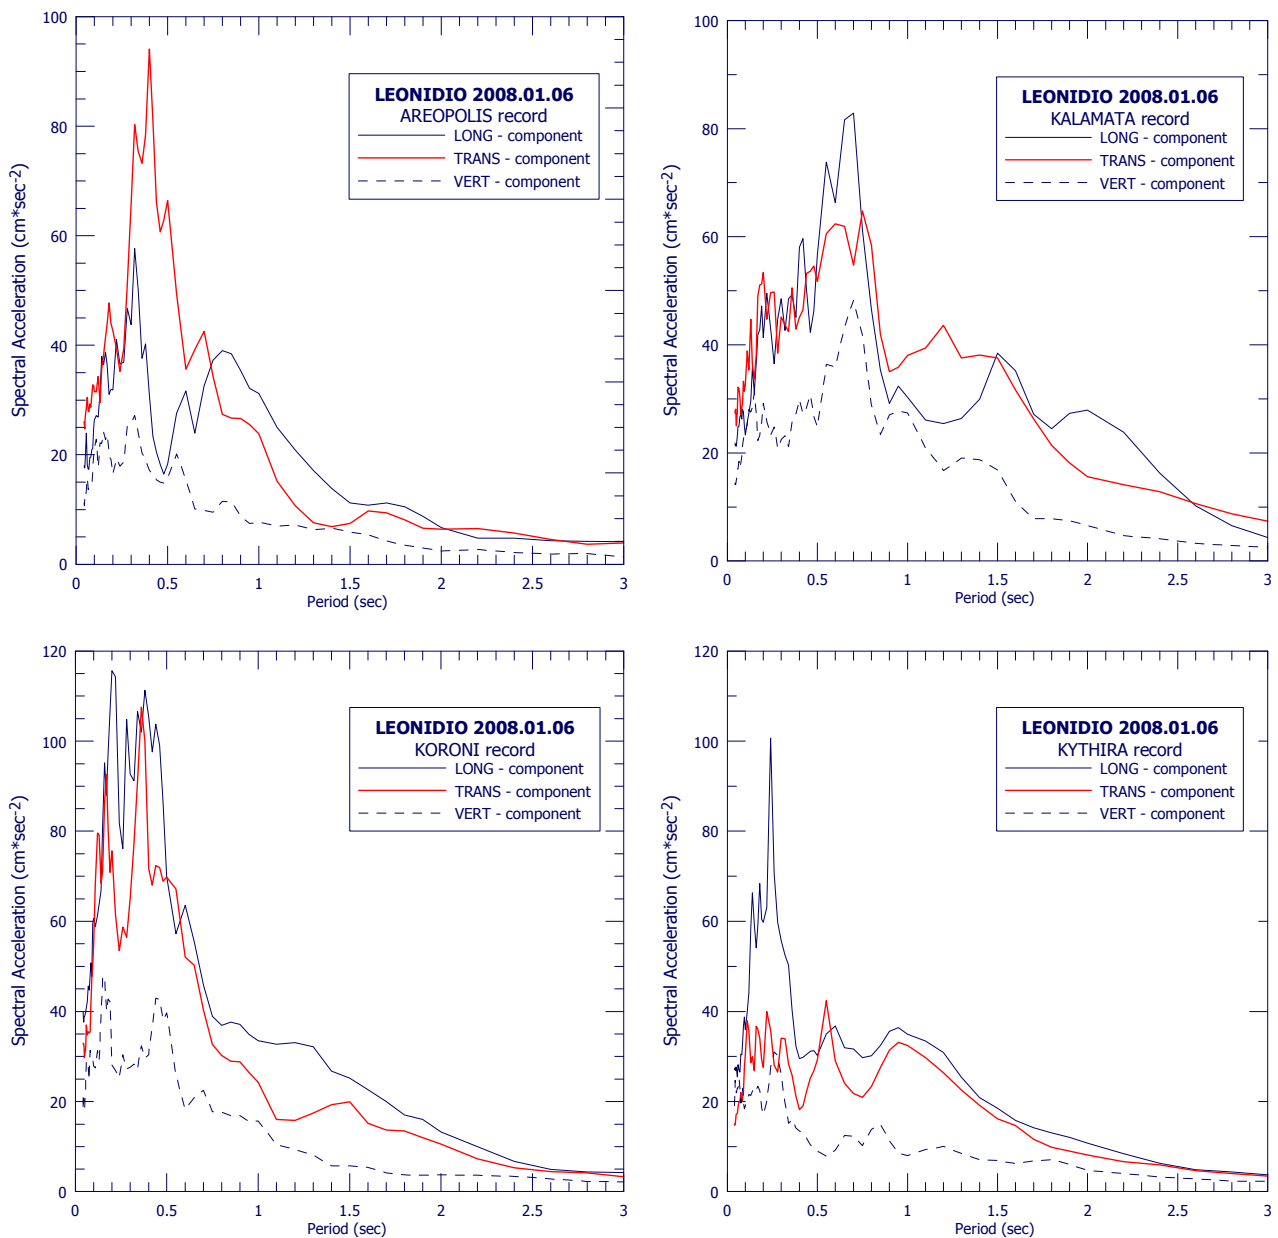 100
80
60
40
20
0
Spectral Acceleration (cm*sec-2)
LEONIDIO 2008.01.06
AREOPOLIS record
LONG - component
TRANS - component
VERT - component
0 0.5 1 1.5 2 2.5 3
Period (sec)
100
80
60
40
20
0
Spectral Acceleration (cm*sec-2)
LEONIDIO 2008.01.06
KALAMATA record
LONG - component
TRANS - component
VERT - component
0 0.5 1 1.5 2 2.5 3
Period (sec)
120
100
80
60
40
20
0
Spectral Acceleration (cm*sec-2)
LEONIDIO 2008.01.06
KORONI record
LONG - component
TRANS - component
VERT - component
0 0.5 1 1.5 2 2.5 3
Period (sec)
120
100
80
60
40
20
0
Spectral Acceleration (cm*sec-2)
LEONIDIO 2008.01.06
KYTHIRA record
LONG - component
TRANS - component
VERT - component
0 0.5 1 1.5 2 2.5 3
Period (sec)